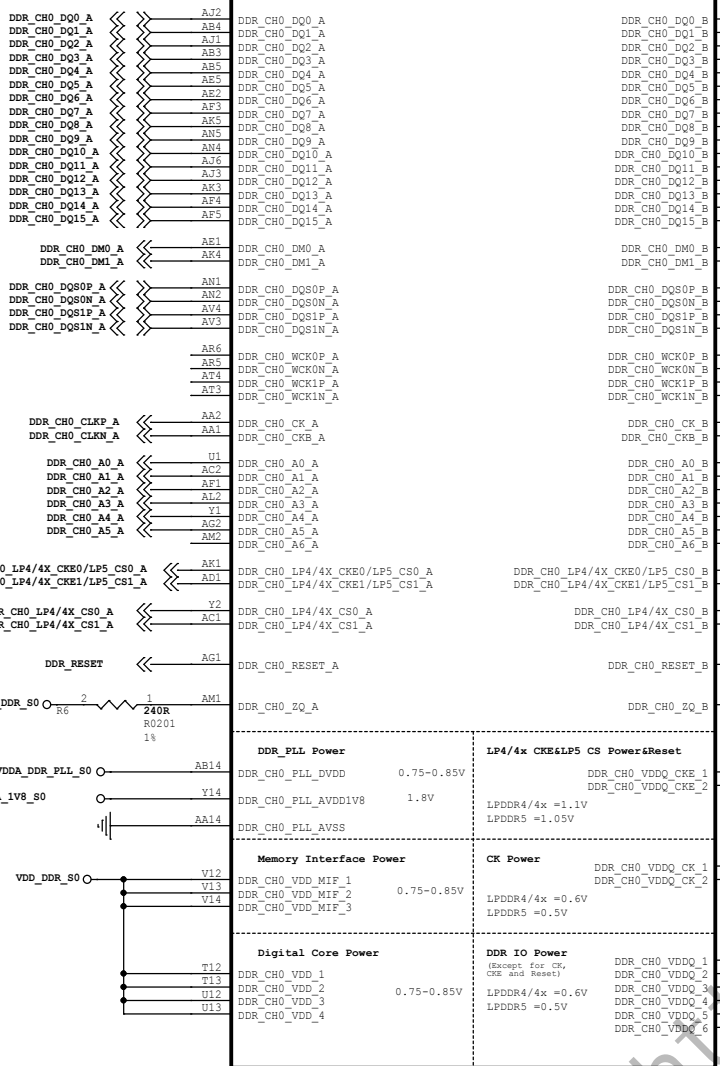 DDR_CH0_DQ0_A AJ2 DDR_CH0_DQ0_A DDR_CH0_DQ0_B
DDR_CH0_DQ1_A AB4 DDR_CH0_DQ1_A DDR_CH0_DQ1_B
DDR_CH0_DQ2_A AJ1 DDR_CH0_DQ2_A DDR_CH0_DQ2_B
DDR_CH0_DQ3_A AB3 DDR_CH0_DQ3_A DDR_CH0_DQ3_B
DDR_CH0_DQ4_A AB5 DDR_CH0_DQ4_A DDR_CH0_DQ4_B
DDR_CH0_DQ5_A AE5 DDR_CH0_DQ5_A DDR_CH0_DQ5_B
DDR_CH0_DQ6_A AE2 DDR_CH0_DQ6_A DDR_CH0_DQ6_B
DDR_CH0_DQ7_A AF3 DDR_CH0_DQ7_A DDR_CH0_DQ7_B
DDR_CH0_DQ8_A AK5 DDR_CH0_DQ8_A DDR_CH0_DQ8_B
DDR_CH0_DQ9_A AN5 DDR_CH0_DQ9_A DDR_CH0_DQ9_B
DDR_CH0_DQ10_A AN4 DDR_CH0_DQ10_A DDR_CH0_DQ10_B
DDR_CH0_DQ11_A AJ6 DDR_CH0_DQ11_A DDR_CH0_DQ11_B
DDR_CH0_DQ12_A AJ3 DDR_CH0_DQ12_A DDR_CH0_DQ12_B
DDR_CH0_DQ13_A AK3 DDR_CH0_DQ13_A DDR_CH0_DQ13_B
DDR_CH0_DQ14_A AF4 DDR_CH0_DQ14_A DDR_CH0_DQ14_B
DDR_CH0_DQ15_A AF5 DDR_CH0_DQ15_A DDR_CH0_DQ15_B
DDR_CH0_DM0_A AE1 DDR_CH0_DM0_A DDR_CH0_DM0_B
DDR_CH0_DM1_A AK4 DDR_CH0_DM1_A DDR_CH0_DM1_B
DDR_CH0_DQS0P_A AN1 DDR_CH0_DQS0P_A DDR_CH0_DQS0P_B
DDR_CH0_DQS0N_A AN2 DDR_CH0_DQS0N_A DDR_CH0_DQS0N_B
DDR_CH0_DQS1P_A AV4 DDR_CH0_DQS1P_A DDR_CH0_DQS1P_B
DDR_CH0_DQS1N_A AV3 DDR_CH0_DQS1N_A DDR_CH0_DQS1N_B
AR6 DDR_CH0_WCK0P_A DDR_CH0_WCK0P_B
AR5 DDR_CH0_WCK0N_A DDR_CH0_WCK0N_B
AT4 DDR_CH0_WCK1P_A DDR_CH0_WCK1P_B
AT3 DDR_CH0_WCK1N_A DDR_CH0_WCK1N_B
DDR_CH0_CLKP_A AA2 DDR_CH0_CK_A DDR_CH0_CK_B
DDR_CH0_CLKN_A AA1 DDR_CH0_CKB_A DDR_CH0_CKB_B
DDR_CH0_A0_A U1 DDR_CH0_A0_A DDR_CH0_A0_B
DDR_CH0_A1_A AC2 DDR_CH0_A1_A DDR_CH0_A1_B
DDR_CH0_A2_A AF1 DDR_CH0_A2_A DDR_CH0_A2_B
DDR_CH0_A3_A AL2 DDR_CH0_A3_A DDR_CH0_A3_B
DDR_CH0_A4_A Y1 DDR_CH0_A4_A DDR_CH0_A4_B
DDR_CH0_A5_A AG2 DDR_CH0_A5_A DDR_CH0_A5_B
AM2 DDR_CH0_A6_A DDR_CH0_A6_B
0_LP4/4X_CKE0/LP5_CS0_A AK1 DDR_CH0_LP4/4X_CKE0/LP5_CS0_A DDR_CH0_LP4/4X_CKE0/LP5_CS0_B
0_LP4/4X_CKE1/LP5_CS1_A AD1 DDR_CH0_LP4/4X_CKE1/LP5_CS1_A DDR_CH0_LP4/4X_CKE1/LP5_CS1_B
R_CH0_LP4/4X_CS0_A Y2 DDR_CH0_LP4/4X_CS0_A DDR_CH0_LP4/4X_CS0_B
R_CH0_LP4/4X_CS1_A AC1 DDR_CH0_LP4/4X_CS1_A DDR_CH0_LP4/4X_CS1_B
DDR_RESET AG1 DDR_CH0_RESET_A DDR_CH0_RESET_B
DDR_S0 R6 2 1 AM1 DDR_CH0_ZQ_A DDR_CH0_ZQ_B
240R
R0201
1%
DDR_PLL Power LP4/4x CKE&LP5 CS Power&Reset
VDDA_DDR_PLL_S0 AB14 DDR_CH0_PLL_DVDD 0.75-0.85V DDR_CH0_VDDQ_CKE_1
DDR_CH0_VDDQ_CKE_2
_1V8_S0 Y14 DDR_CH0_PLL_AVDD1V8 1.8V LPDDR4/4x =1.1V
AA14 DDR_CH0_PLL_AVSS LPDDR5 =1.05V
Memory Interface Power CK Power
DDR_CH0_VDDQ_CK_1
VDD_DDR_S0 V12 DDR_CH0_VDD_MIF_1 DDR_CH0_VDDQ_CK_2
V13 DDR_CH0_VDD_MIF_2 0.75-0.85V LPDDR4/4x =0.6V
V14 DDR_CH0_VDD_MIF_3 LPDDR5 =0.5V
Digital Core Power DDR IO Power
(Except for CK, DDR_CH0_VDDQ_1
CKE and Reset)
T12 DDR_CH0_VDD_1 DDR_CH0_VDDQ_2
T13 DDR_CH0_VDD_2 0.75-0.85V LPDDR4/4x =0.6V DDR_CH0_VDDQ_3
U12 DDR_CH0_VDD_3 LPDDR5 =0.5V DDR_CH0_VDDQ_4
U13 DDR_CH0_VDD_4 DDR_CH0_VDDQ_5
DDR_CH0_VDDQ_6